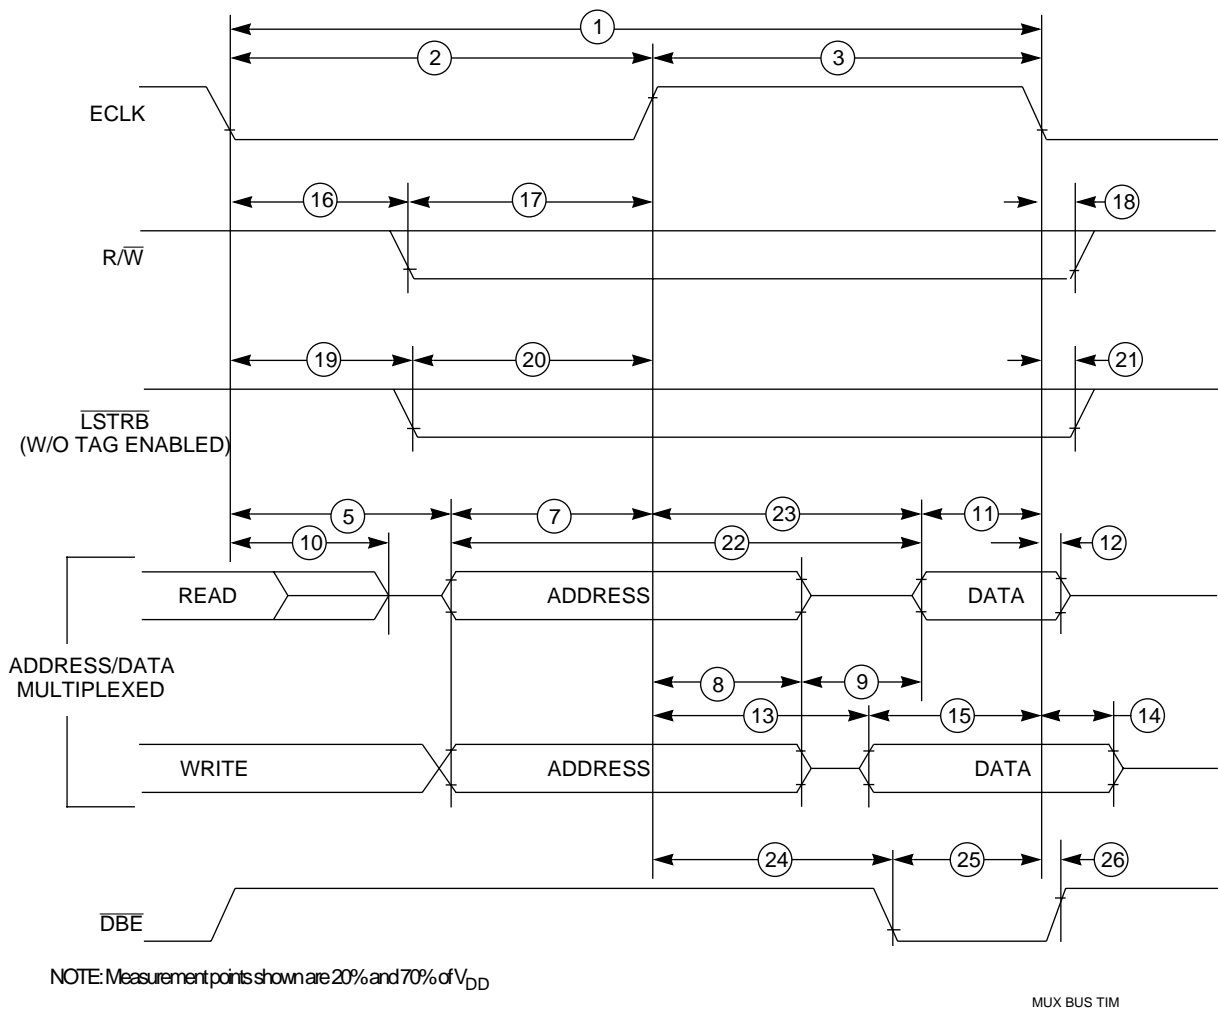 1
2
3
ECLK
16
17
18
R/W̅
19
20
21
L̅S̅T̅R̅B̅
(W/O TAG ENABLED)
5
7
23
11
10
22
12
READ
ADDRESS
DATA
ADDRESS/DATA
MULTIPLEXED
8
9
13
15
14
WRITE
ADDRESS
DATA
24
25
26
D̅B̅E̅
NOTE: Measurement points shown are 20% and 70% of VDD
MUX BUS TIM